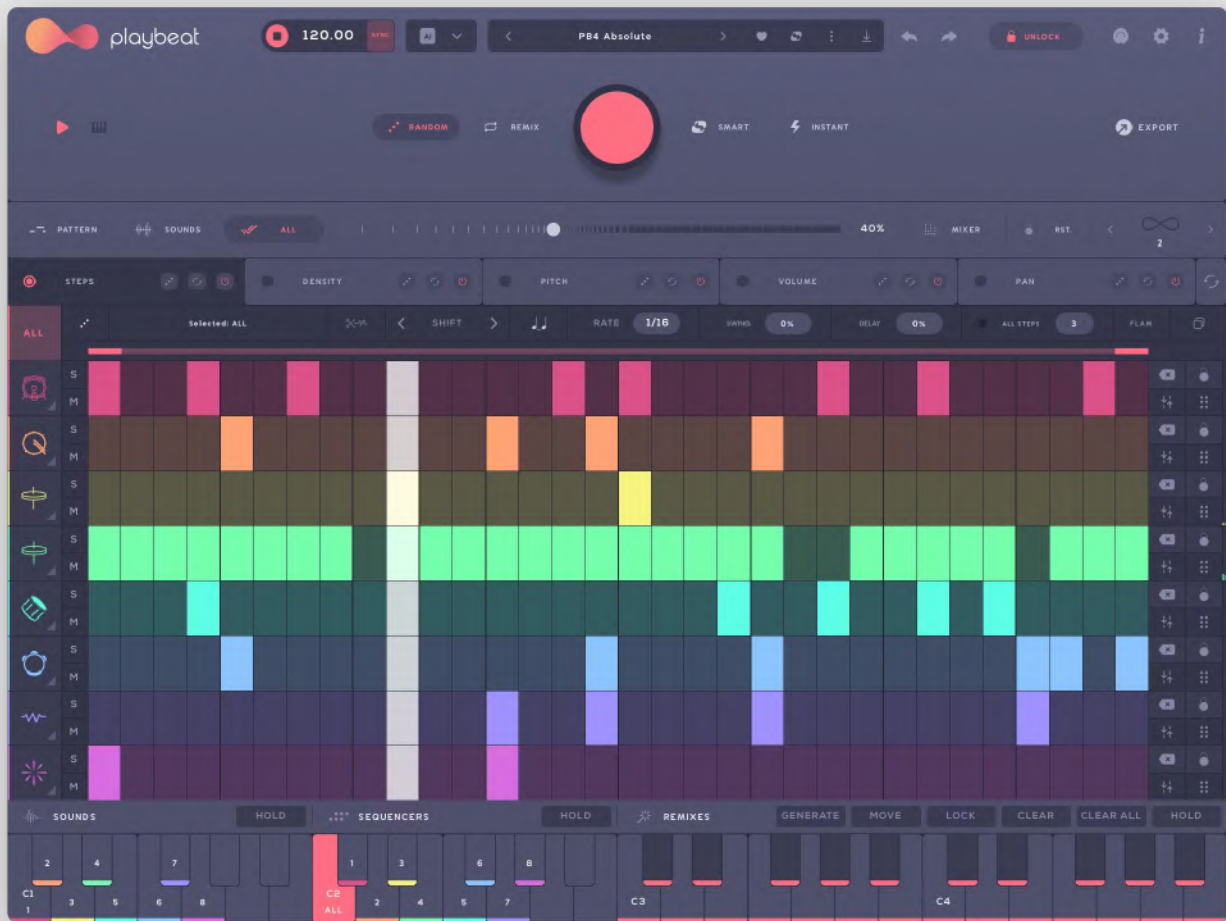 playbeat 120.00 SYNC AI PB4 Absolute UNLOCK i
RANDOM REMIX SMART INSTANT EXPORT
PATTERN SOUNDS ALL 40% MIXER RST. 2
STEPS DENSITY PITCH VOLUME PAN
ALL Selected: ALL SHIFT RATE 1/16 SWING 0% DELAY 0% ALL STEPS 3 FLAM
S
M
S
M
S
M
S
M
S
M
S
M
S
M
S
M
SOUNDS HOLD SEQUENCERS HOLD REMIXES GENERATE MOVE LOCK CLEAR CLEAR ALL HOLD
2 4 7 1 3 6 8
C1 C2 C3 C4
1 3 5 6 8 ALL 2 4 5 7